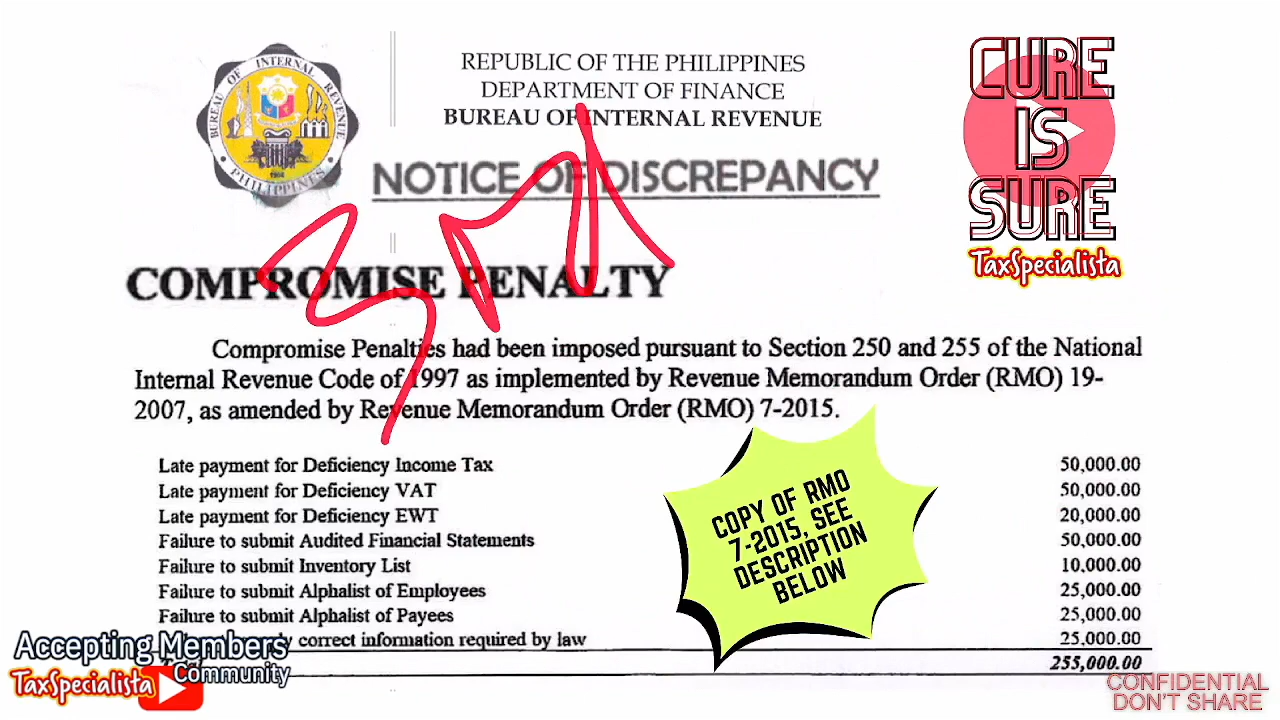 REPUBLIC OF THE PHILIPPINES
DEPARTMENT OF FINANCE
BUREAU OF INTERNAL REVENUE
BUREAU OF INTERNAL REVENUE
PHILIPPINES
1904
NOTICE OF DISCREPANCY
CURE
IS
SURE
TaxSpecialista
3rd
COMPROMISE PENALTY
Compromise Penalties had been imposed pursuant to Section 250 and 255 of the National
Internal Revenue Code of 1997 as implemented by Revenue Memorandum Order (RMO) 19-
2007, as amended by Revenue Memorandum Order (RMO) 7-2015.
Late payment for Deficiency Income Tax 50,000.00
Late payment for Deficiency VAT 50,000.00
Late payment for Deficiency EWT 20,000.00
Failure to submit Audited Financial Statements 50,000.00
Failure to submit Inventory List 10,000.00
Failure to submit Alphalist of Employees 25,000.00
Failure to submit Alphalist of Payees 25,000.00
correct information required by law 25,000.00
255,000.00
COPY OF RMO
7-2015, SEE
DESCRIPTION
BELOW
Accepting Members
Community
TaxSpecialista
CONFIDENTIAL
DON'T SHARE